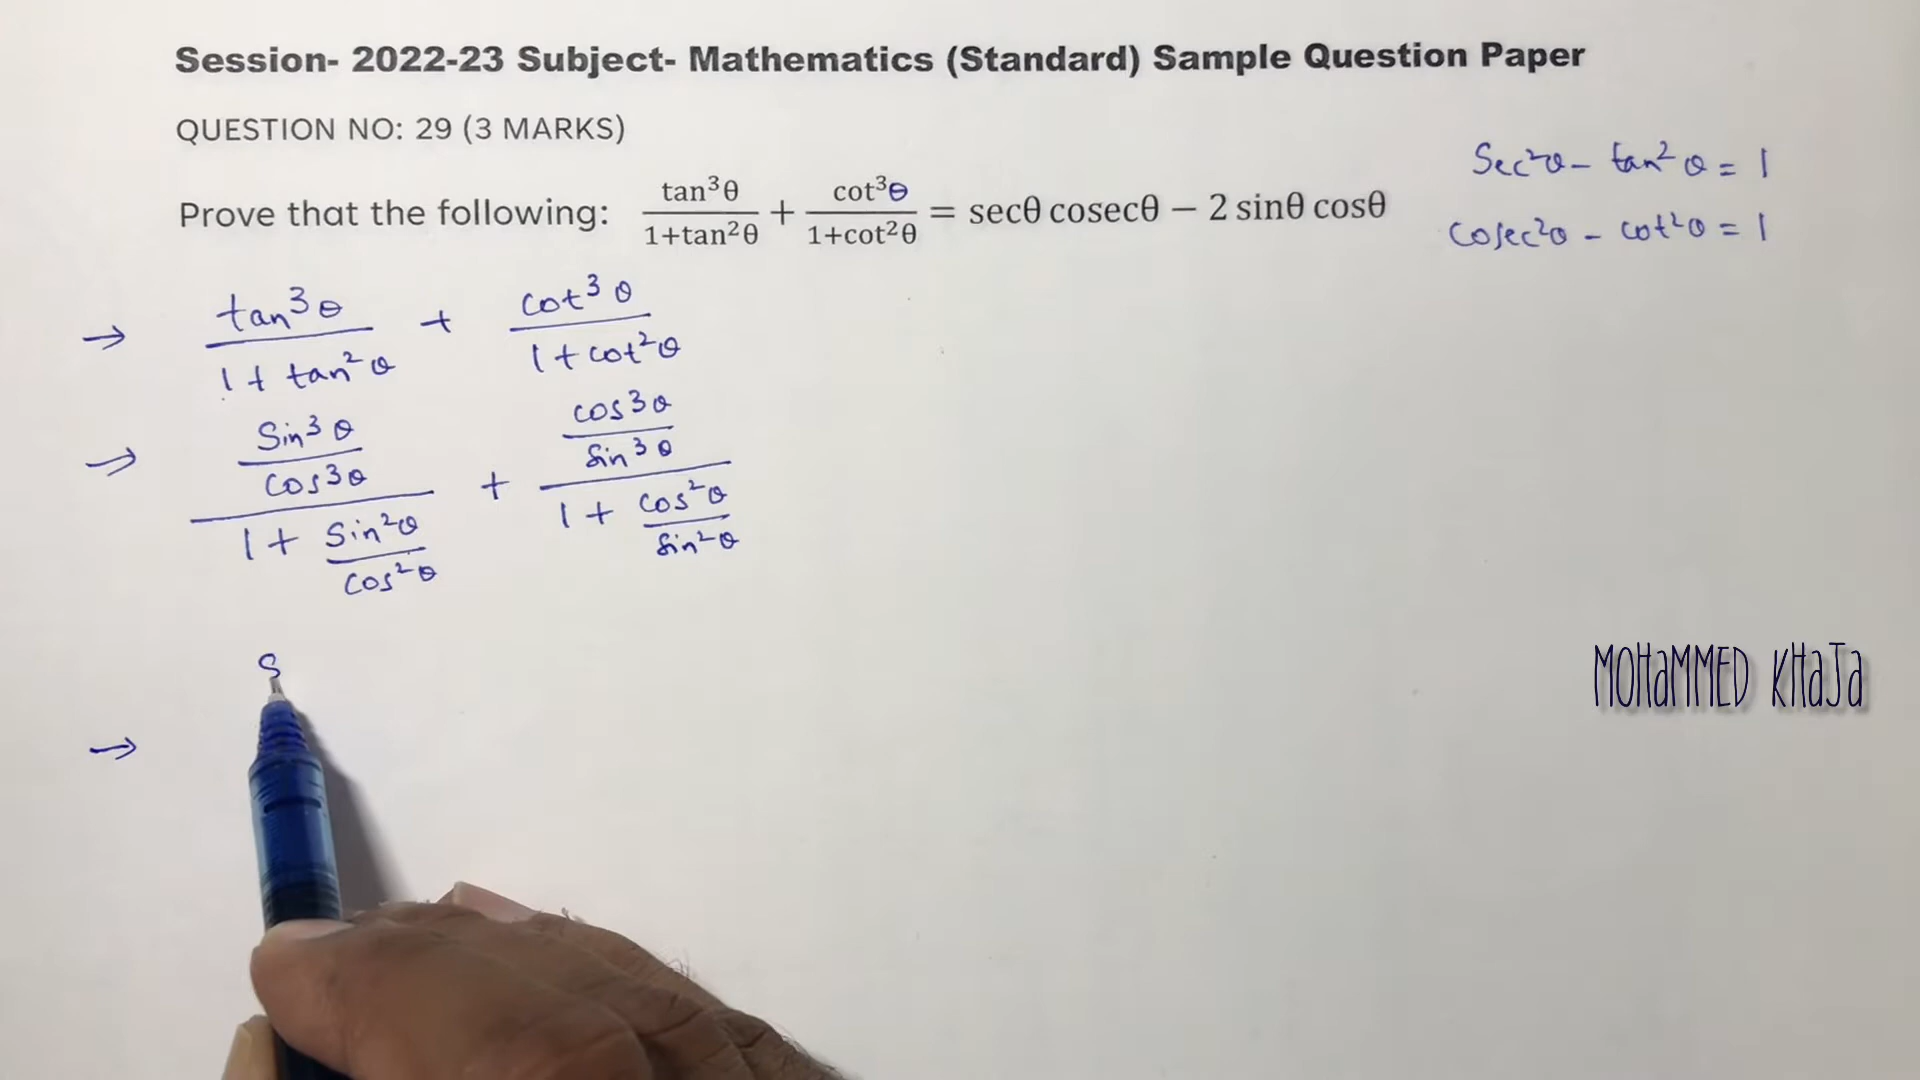 Session- 2022-23 Subject- Mathematics (Standard) Sample Question Paper
QUESTION NO: 29 (3 MARKS)
Prove that the following: tan³θ/1+tan²θ + cot³θ/1+cot²θ = secθ cosecθ − 2 sinθ cosθ
Sec²θ - tan²θ = 1
Cosec²θ - cot²θ = 1
→ tan³θ/1 + tan²θ + cot³θ/1 + cot²θ
⇒ (Sin³θ/cos³θ)/(1 + Sin²θ/cos²θ) + (cos³θ/sin³θ)/(1 + cos²θ/sin²θ)
→ S
MOHaMMED KHaJa